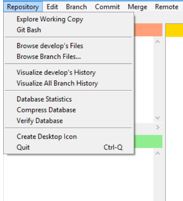 Repository Edit Branch Commit Merge Remote
Explore Working Copy
Git Bash
Browse develop's Files
Browse Branch Files...
Visualize develop's History
Visualize All Branch History
Database Statistics
Compress Database
Verify Database
Create Desktop Icon
Quit Ctrl-Q